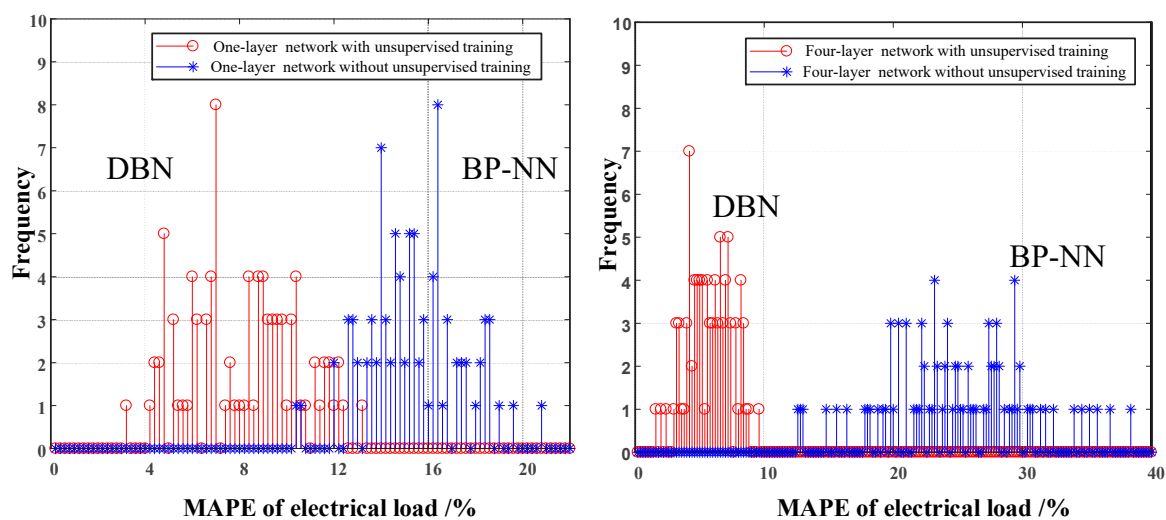 10
9
8
7
6
5
4
3
2
1
0
Frequency
One-layer network with unsupervised training
One-layer network without unsupervised training
DBN
BP-NN
0 4 8 12 16 20
MAPE of electrical load /%
10
9
8
7
6
5
4
3
2
1
0
Frequency
Four-layer network with unsupervised training
Four-layer network without unsupervised training
DBN
BP-NN
0 10 20 30 40
MAPE of electrical load /%